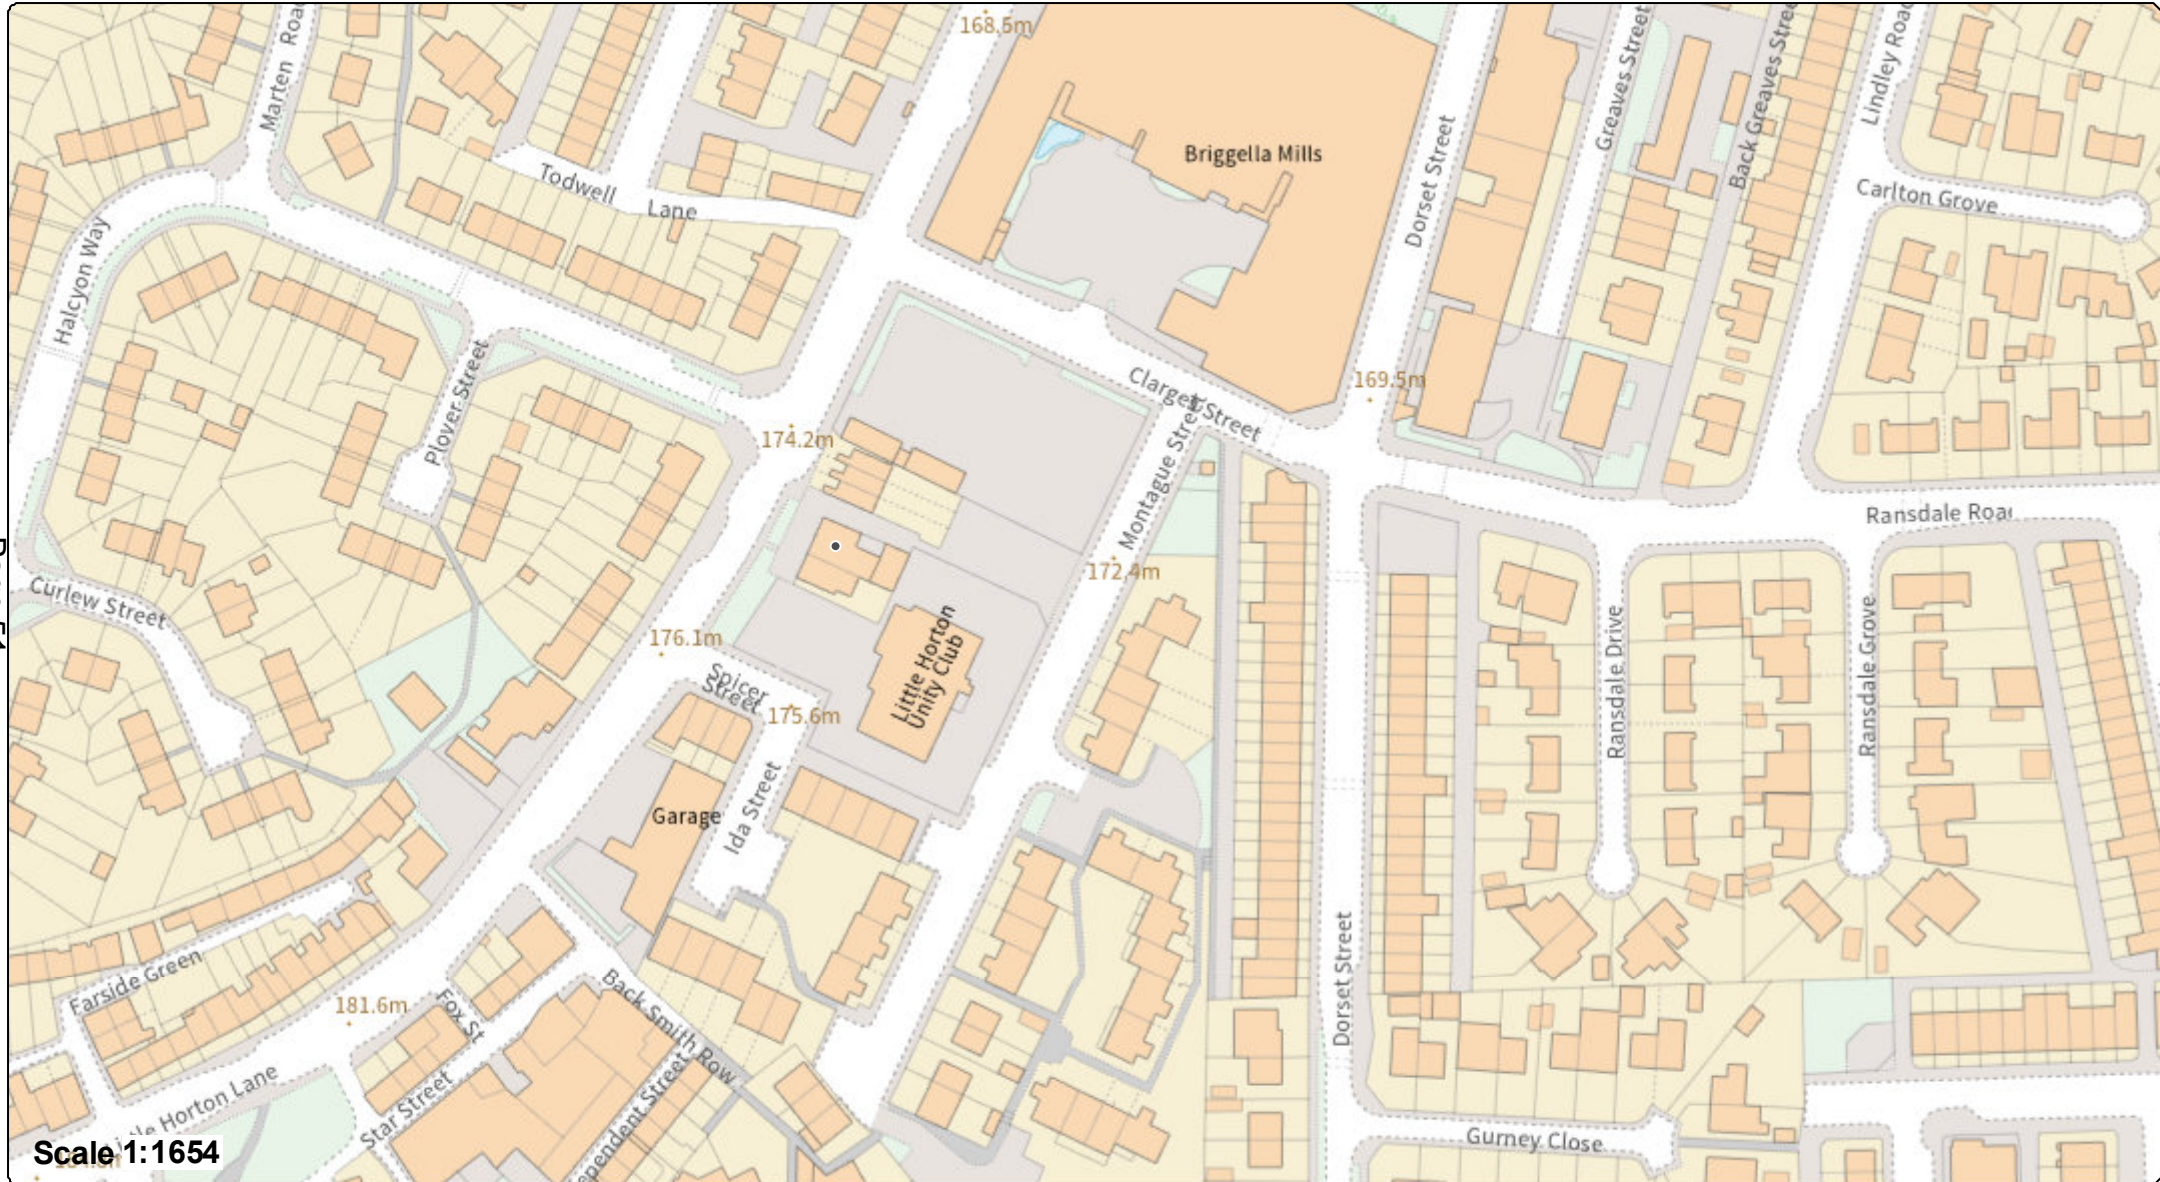 168.5m
Marten Road
Greaves Street
Back Greaves Street
Lindley Road
Briggella Mills
Todwell
Lane
Dorset Street
Carlton Grove
Halcyon Way
Plover Street
169.5m
Clarges Street
174.2m
Montague Street
Ransdale Road
172.4m
Curlew Street
176.1m
Little Horton
Unity Club
Spicer
Street
175.6m
Ransdale Drive
Ransdale Grove
Garage
Ida Street
Farside Green
181.6m
Fox St
Back Smith Row
Dorset Street
Little Horton Lane
Star Street
Gurney Close
Scale 1:1654